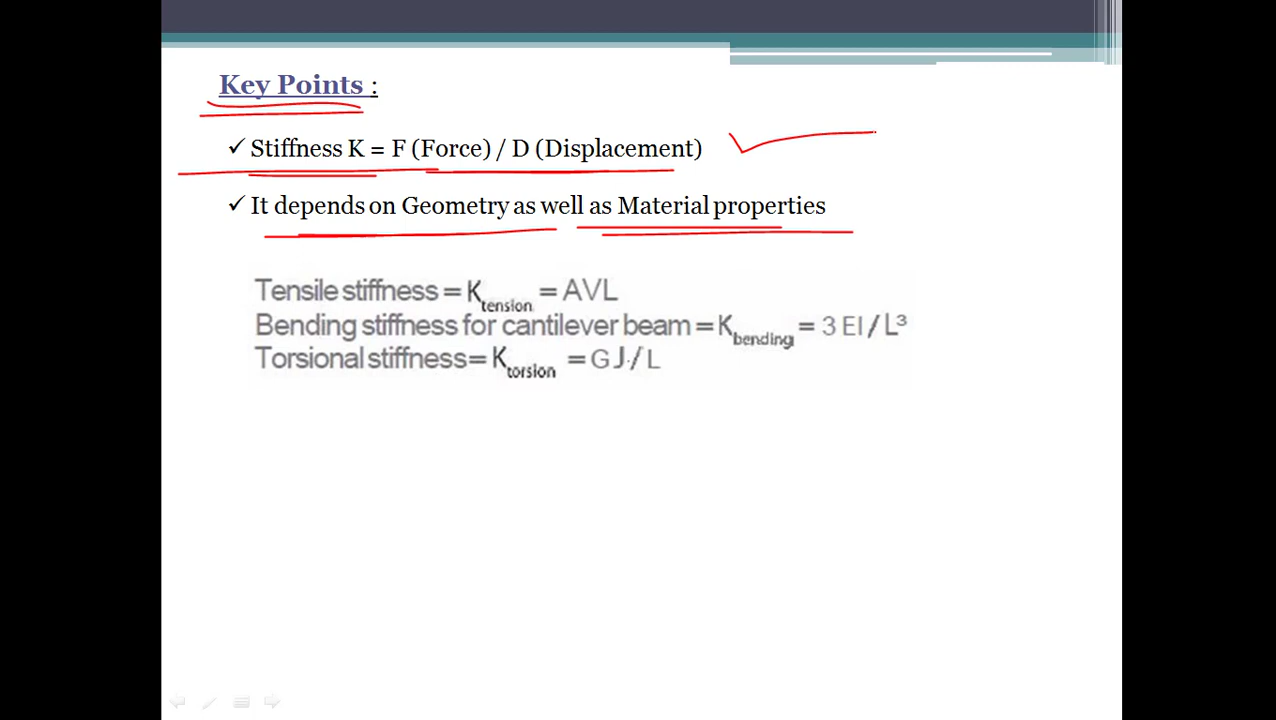 Key Points :
✓ Stiffness K = F (Force) / D (Displacement)
✓ It depends on Geometry as well as Material properties
Tensile stiffness = Ktension = AVL
Bending stiffness for cantilever beam = Kbending = 3 EI / L³
Torsional stiffness= Ktorsion = G J / L